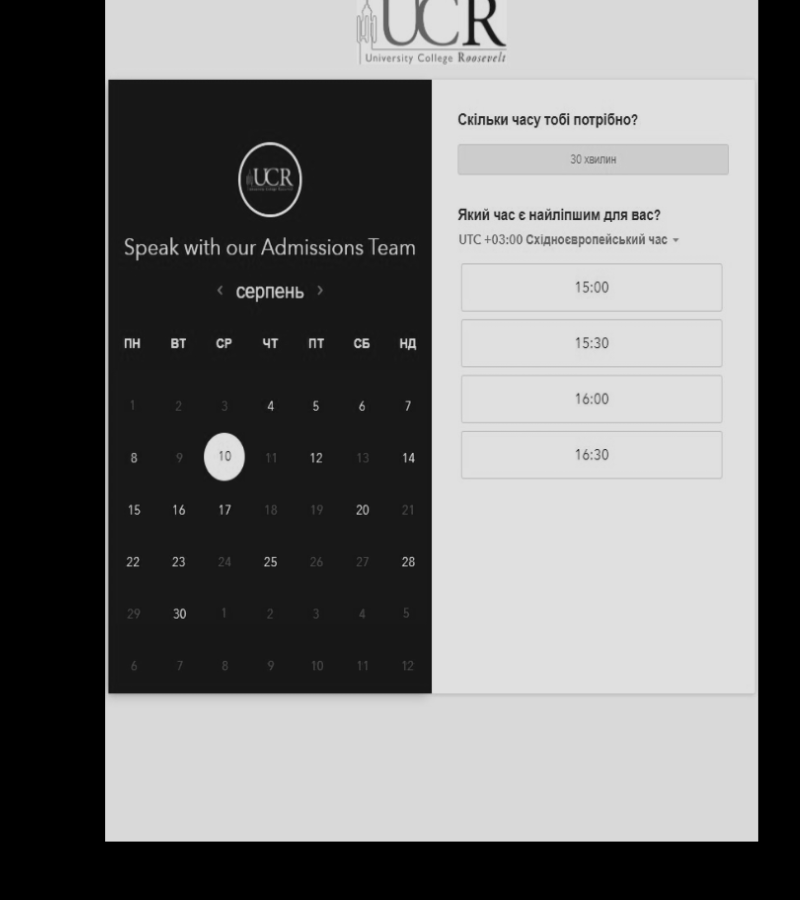 UCR
University College Roosevelt
UCR
Speak with our Admissions Team
‹ серпень ›
ПН ВТ СР ЧТ ПТ СБ НД
1 2 3 4 5 6 7
8 9 10 11 12 13 14
15 16 17 18 19 20 21
22 23 24 25 26 27 28
29 30 1 2 3 4 5
6 7 8 9 10 11 12
Скільки часу тобі потрібно?
30 хвилин
Який час є найліпшим для вас?
UTC +03:00 Східноєвропейський час
15:00
15:30
16:00
16:30